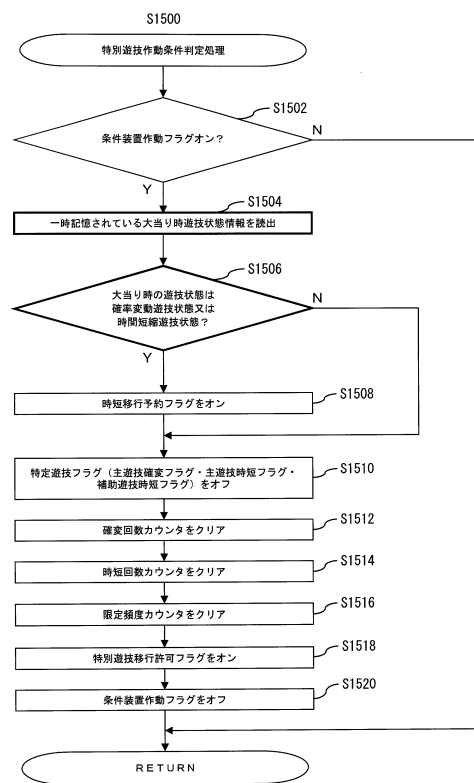 S1500
特別遊技作動条件判定処理
S1502
条件装置作動フラグオン？
N
Y
S1504
一時記憶されている大当り時遊技状態情報を読出
S1506
大当り時の遊技状態は
確率変動遊技状態又は
時間短縮遊技状態？
N
Y
S1508
時短移行予約フラグをオン
S1510
特定遊技フラグ（主遊技確変フラグ・主遊技時短フラグ・
補助遊技時短フラグ）をオフ
S1512
確変回数カウンタをクリア
S1514
時短回数カウンタをクリア
S1516
限定頻度カウンタをクリア
S1518
特別遊技移行許可フラグをオン
S1520
条件装置作動フラグをオフ
RETURN